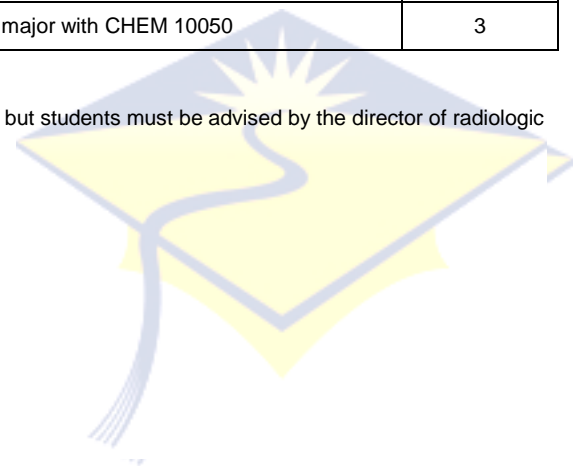 major with CHEM 10050 3
but students must be advised by the director of radiologic